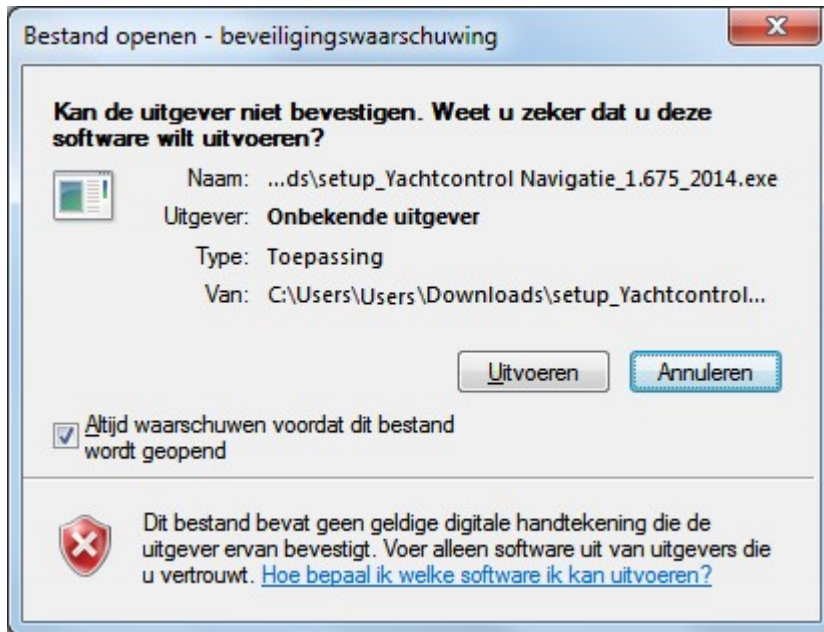 Bestand openen - beveiligingswaarschuwing
Kan de uitgever niet bevestigen. Weet u zeker dat u deze
software wilt uitvoeren?
Naam: ...ds\setup_Yachtcontrol Navigatie_1.675_2014.exe
Uitgever: Onbekende uitgever
Type: Toepassing
Van: C:\Users\Users\Downloads\setup_Yachtcontrol...
Uitvoeren Annuleren
Altijd waarschuwen voordat dit bestand
wordt geopend
Dit bestand bevat geen geldige digitale handtekening die de
uitgever ervan bevestigt. Voer alleen software uit van uitgevers die
u vertrouwt. Hoe bepaal ik welke software ik kan uitvoeren?